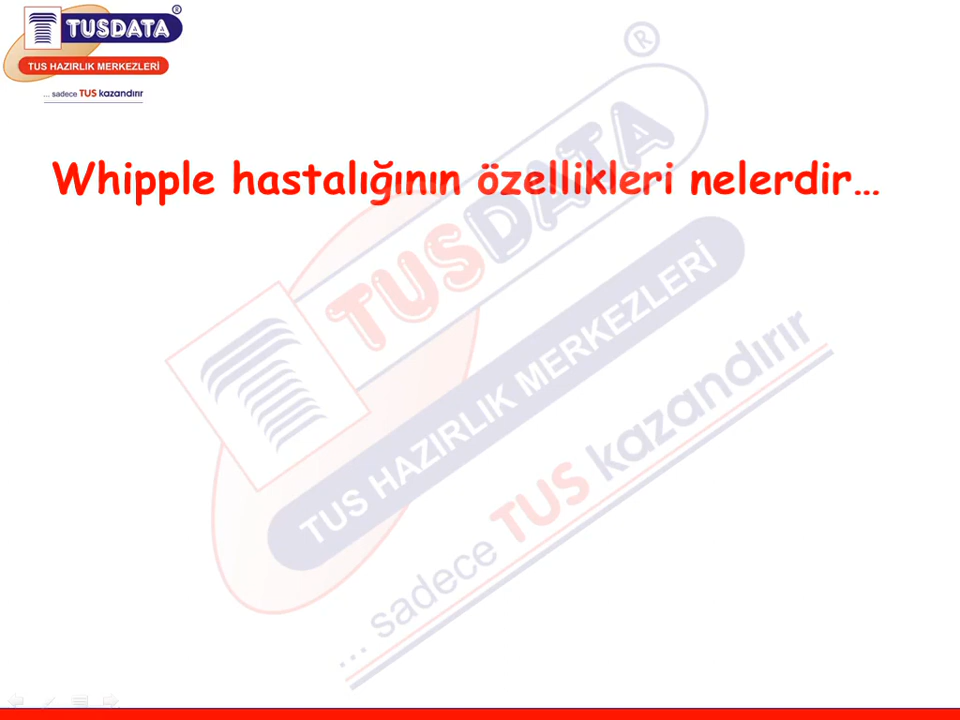 TUSDATA®
TUS HAZIRLIK MERKEZLERİ
... sadece TUS kazandırır
Whipple hastalığının özellikleri nelerdir…
®
TUSDATA
TUS HAZIRLIK MERKEZLERİ
... sadece TUS kazandırır